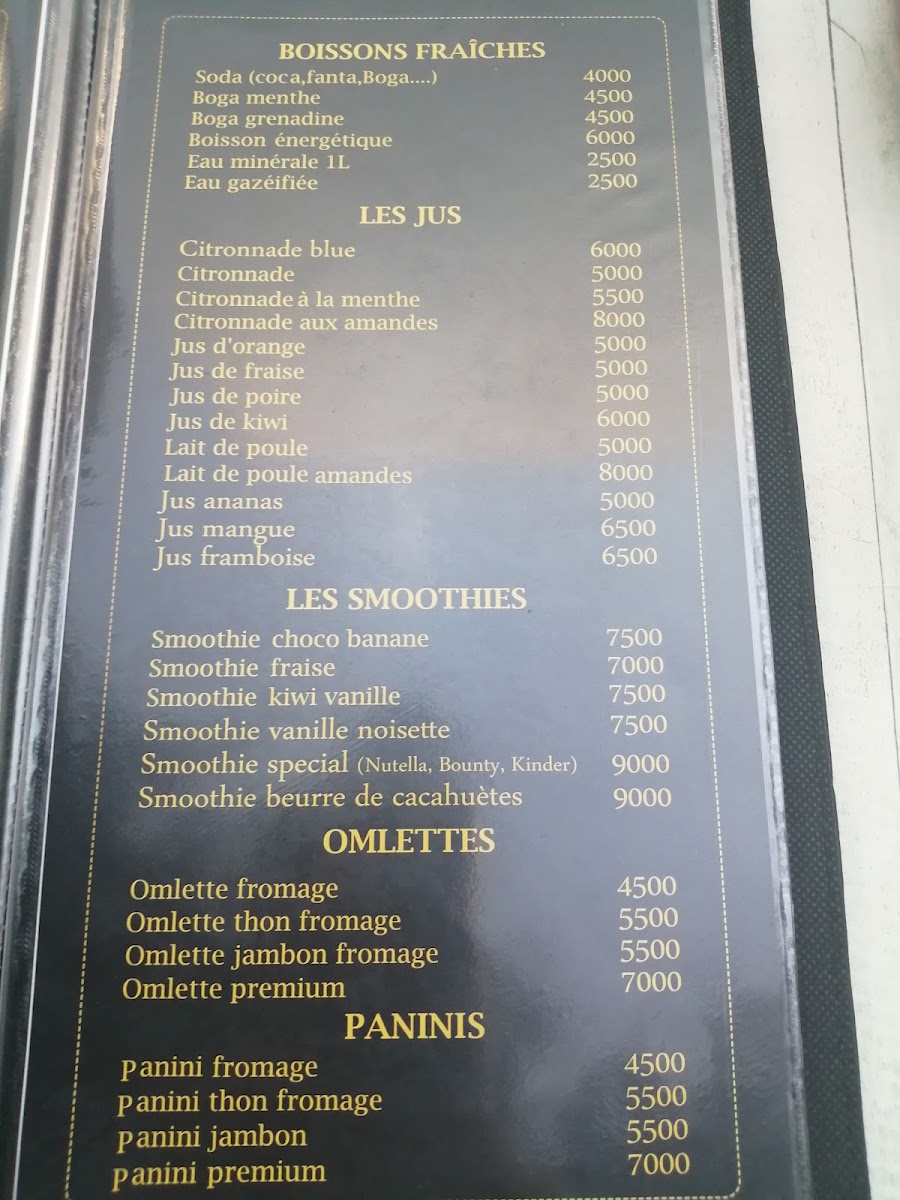 BOISSONS FRAÎCHES
Soda (coca,fanta,Boga....) 4000
Boga menthe 4500
Boga grenadine 4500
Boisson énergétique 6000
Eau minérale 1L 2500
Eau gazéifiée 2500
LES JUS
Citronnade blue 6000
Citronnade 5000
Citronnade à la menthe 5500
Citronnade aux amandes 8000
Jus d'orange 5000
Jus de fraise 5000
Jus de poire 5000
Jus de kiwi 6000
Lait de poule 5000
Lait de poule amandes 8000
Jus ananas 5000
Jus mangue 6500
Jus framboise 6500
LES SMOOTHIES
Smoothie choco banane 7500
Smoothie fraise 7000
Smoothie kiwi vanille 7500
Smoothie vanille noisette 7500
Smoothie special (Nutella, Bounty, Kinder) 9000
Smoothie beurre de cacahuètes 9000
OMLETTES
Omlette fromage 4500
Omlette thon fromage 5500
Omlette jambon fromage 5500
Omlette premium 7000
PANINIS
Panini fromage 4500
Panini thon fromage 5500
Panini jambon 5500
Panini premium 7000